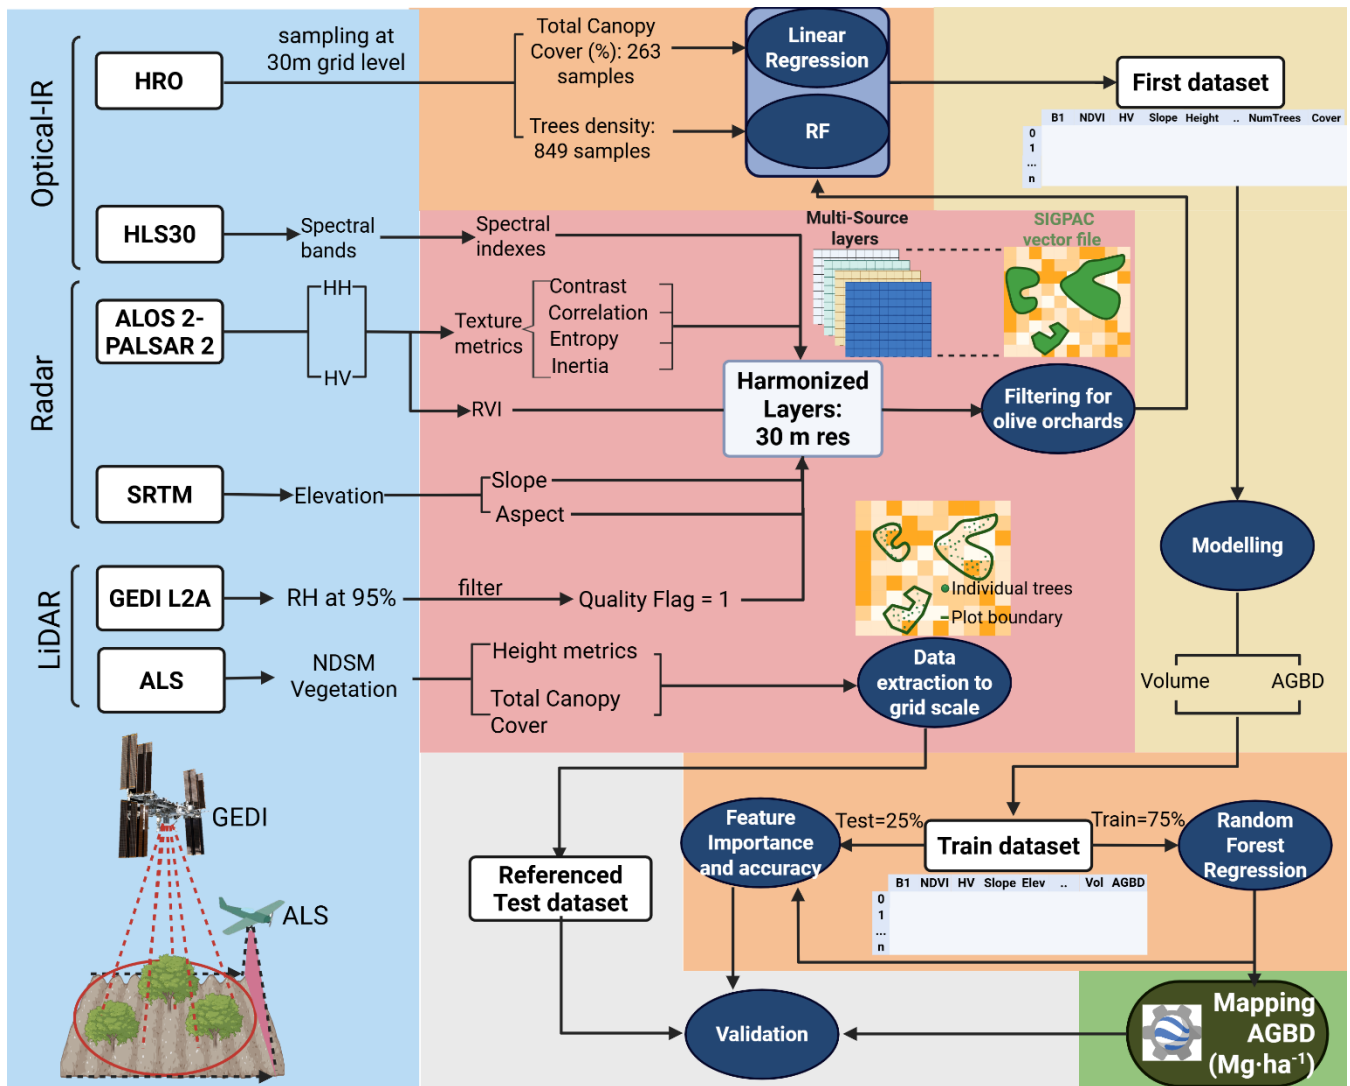 Optical-IR
HRO
sampling at
30m grid level
Total Canopy
Cover (%): 263
samples
Trees density:
849 samples
Linear
Regression
RF
First dataset
B1 NDVI HV Slope Height .. NumTrees Cover
0
1
...
n
HLS30
Spectral
bands
Spectral
indexes
Multi-Source
layers
SIGPAC
vector file
Radar
ALOS 2-
PALSAR 2
HH
HV
Texture
metrics
Contrast
Correlation
Entropy
Inertia
RVI
Harmonized
Layers:
30 m res
Filtering for
olive orchards
SRTM
Elevation
Slope
Aspect
Modelling
Individual trees
Plot boundary
LiDAR
GEDI L2A
RH at 95%
filter
Quality Flag = 1
ALS
NDSM
Vegetation
Height metrics
Total Canopy
Cover
Data
extraction to
grid scale
Volume
AGBD
GEDI
ALS
Referenced
Test dataset
Feature
Importance
and accuracy
Test=25%
Train dataset
Train=75%
Random
Forest
Regression
B1 NDVI HV Slope Elev .. Vol AGBD
0
1
...
n
Validation
Mapping
AGBD
(Mg·ha⁻¹)